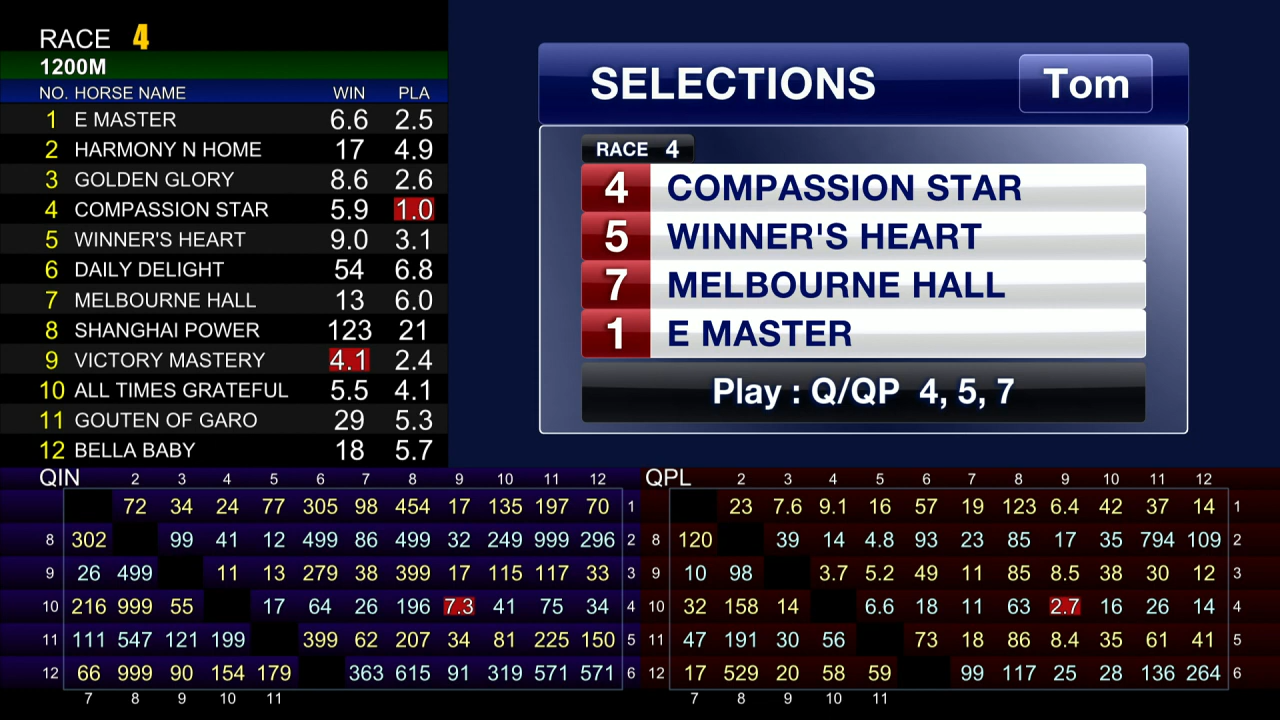 RACE 4
1200M
NO. HORSE NAME WIN PLA
1 E MASTER 6.6 2.5
2 HARMONY N HOME 17 4.9
3 GOLDEN GLORY 8.6 2.6
4 COMPASSION STAR 5.9 1.0
5 WINNER'S HEART 9.0 3.1
6 DAILY DELIGHT 54 6.8
7 MELBOURNE HALL 13 6.0
8 SHANGHAI POWER 123 21
9 VICTORY MASTERY 4.1 2.4
10 ALL TIMES GRATEFUL 5.5 4.1
11 GOUTEN OF GARO 29 5.3
12 BELLA BABY 18 5.7
SELECTIONS Tom
RACE 4
4 COMPASSION STAR
5 WINNER'S HEART
7 MELBOURNE HALL
1 E MASTER
Play : Q/QP 4, 5, 7
QIN 2 3 4 5 6 7 8 9 10 11 12
72 34 24 77 305 98 454 17 135 197 70 1
8 302 99 41 12 499 86 499 32 249 999 296 2
9 26 499 11 13 279 38 399 17 115 117 33 3
10 216 999 55 17 64 26 196 7.3 41 75 34 4
11 111 547 121 199 399 62 207 34 81 225 150 5
12 66 999 90 154 179 363 615 91 319 571 571 6
7 8 9 10 11
QPL 2 3 4 5 6 7 8 9 10 11 12
23 7.6 9.1 16 57 19 123 6.4 42 37 14 1
8 120 39 14 4.8 93 23 85 17 35 794 109 2
9 10 98 3.7 5.2 49 11 85 8.5 38 30 12 3
10 32 158 14 6.6 18 11 63 2.7 16 26 14 4
11 47 191 30 56 73 18 86 8.4 35 61 41 5
12 17 529 20 58 59 99 117 25 28 136 264 6
7 8 9 10 11